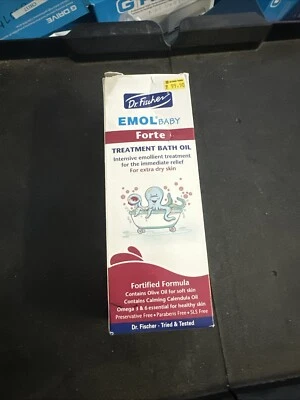 G DRIVE
Dr. Fischer
EMOL BABY
Forte
TREATMENT BATH OIL
Intensive emollient treatment
for the immediate relief
For extra dry skin
Fortified Formula
Contains Olive Oil for soft skin
Contains Calming Calendula Oil
Omega 3 & 6 essential for healthy skin
Preservative Free • Parabens Free • SLS Free
Dr. Fischer - Tried & Tested